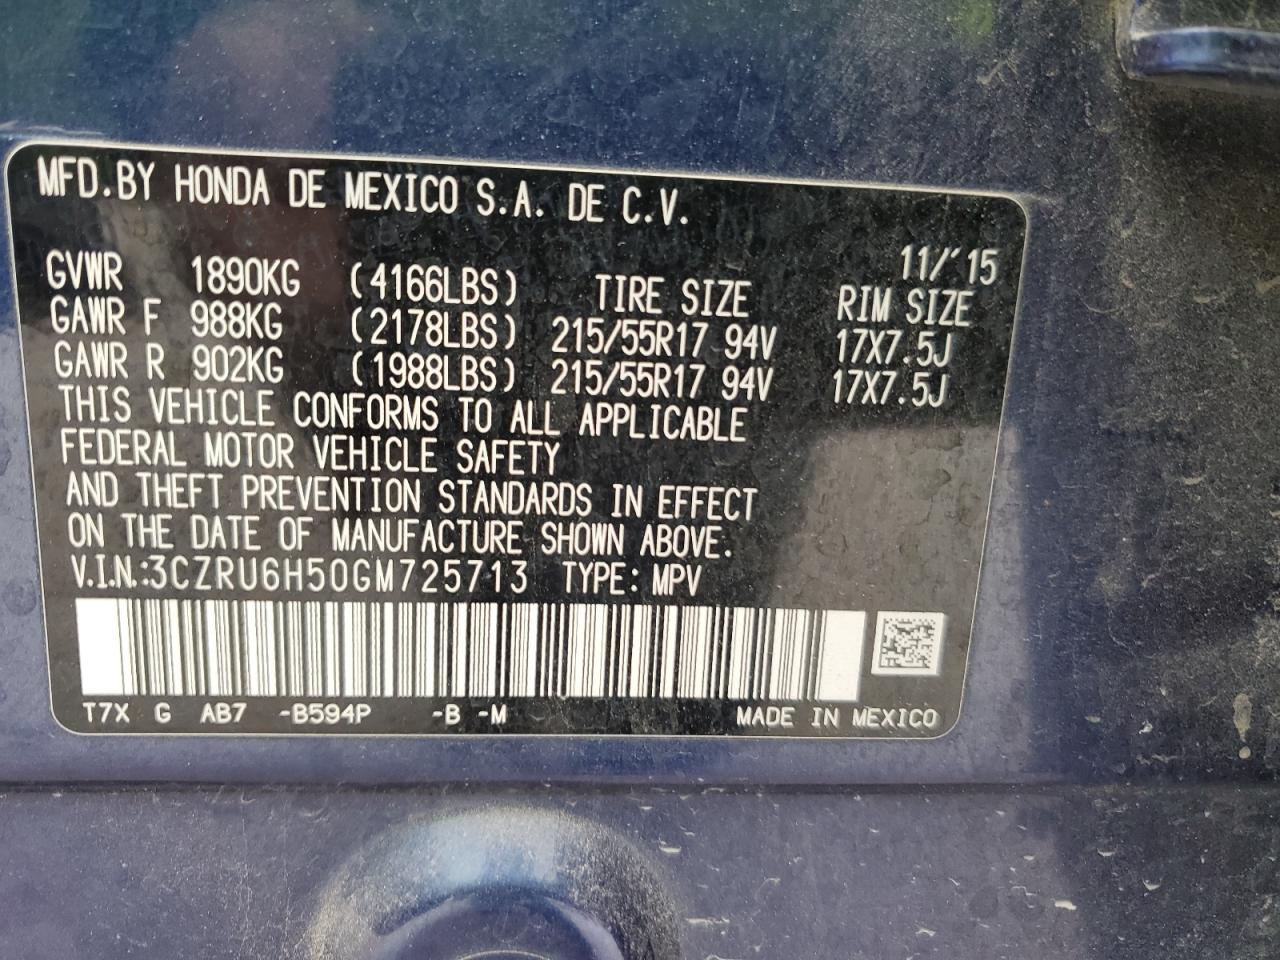 MFD.BY HONDA DE MEXICO S.A. DE C.V.
11/'15
GVWR 1890KG (4166LBS) TIRE SIZE RIM SIZE
GAWR F 988KG (2178LBS) 215/55R17 94V 17X7.5J
GAWR R 902KG (1988LBS) 215/55R17 94V 17X7.5J
THIS VEHICLE CONFORMS TO ALL APPLICABLE
FEDERAL MOTOR VEHICLE SAFETY
AND THEFT PREVENTION STANDARDS IN EFFECT
ON THE DATE OF MANUFACTURE SHOWN ABOVE.
V.I.N.:3CZRU6H50GM725713 TYPE: MPV
T7X G AB7 -B594P -B -M MADE IN MEXICO